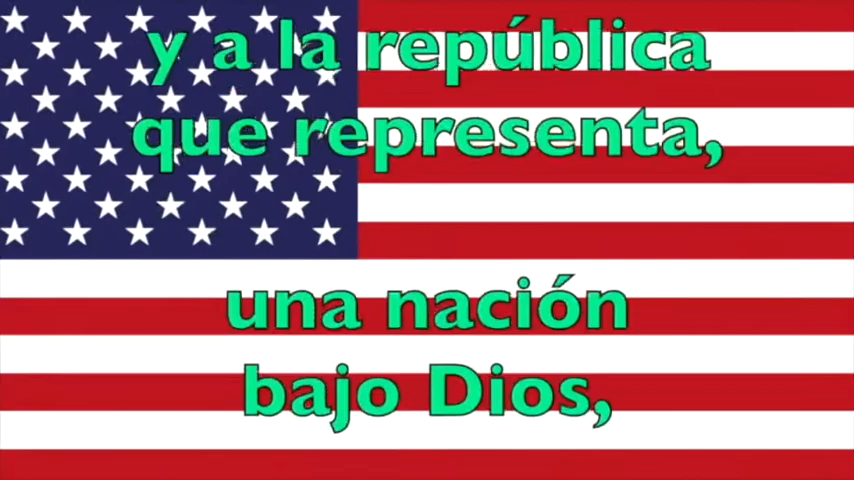 y a la república
que representa,
una nación
bajo Dios,